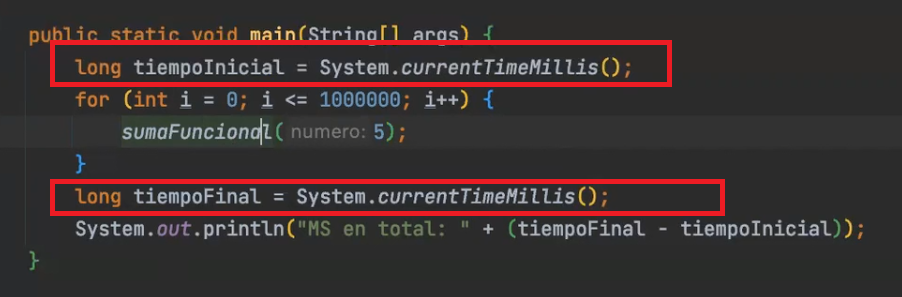 public static void main(String[] args) {
long tiempoInicial = System.currentTimeMillis();
for (int i = 0; i <= 1000000; i++) {
sumaFuncional( numero: 5);
}
long tiempoFinal = System.currentTimeMillis();
System.out.println("MS en total: " + (tiempoFinal - tiempoInicial));
}